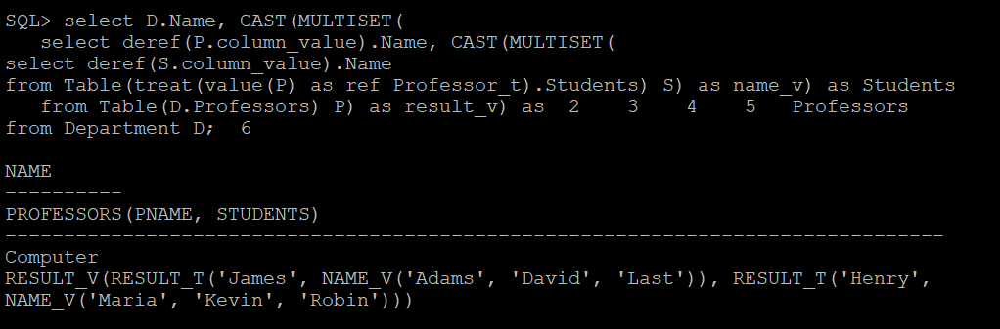 SQL> select D.Name, CAST(MULTISET(
select deref(P.column_value).Name, CAST(MULTISET(
select deref(S.column_value).Name
from Table(treat(value(P) as ref Professor_t).Students) S) as name_v) as Students
from Table(D.Professors) P) as result_v) as  2    3    4    5   Professors
from Department D;  6
NAME
----------
PROFESSORS(PNAME, STUDENTS)
--------------------------------------------------------------------------------
Computer
RESULT_V(RESULT_T('James', NAME_V('Adams', 'David', 'Last')), RESULT_T('Henry',
NAME_V('Maria', 'Kevin', 'Robin')))